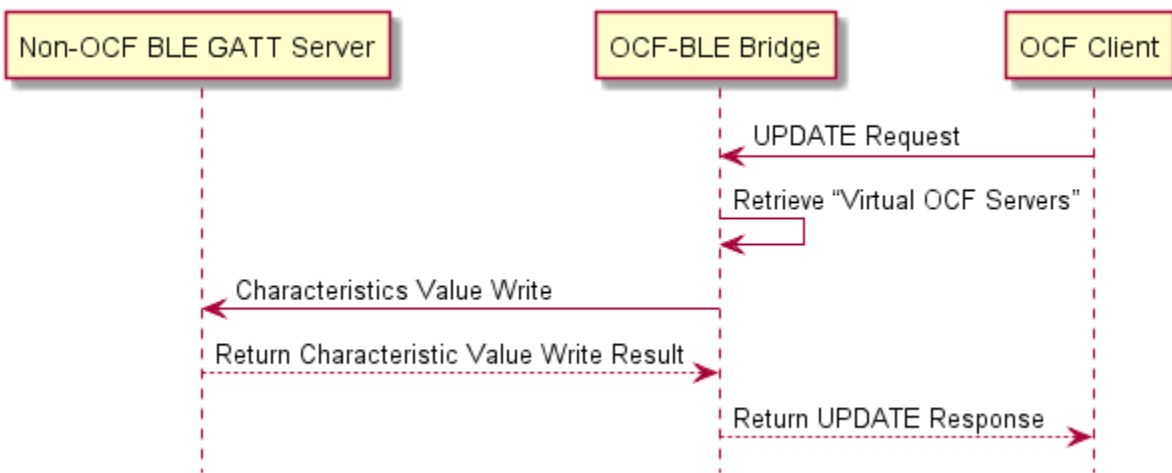 Non-OCF BLE GATT Server
OCF-BLE Bridge
OCF Client
UPDATE Request
Retrieve “Virtual OCF Servers”
Characteristics Value Write
Return Characteristic Value Write Result
Return UPDATE Response